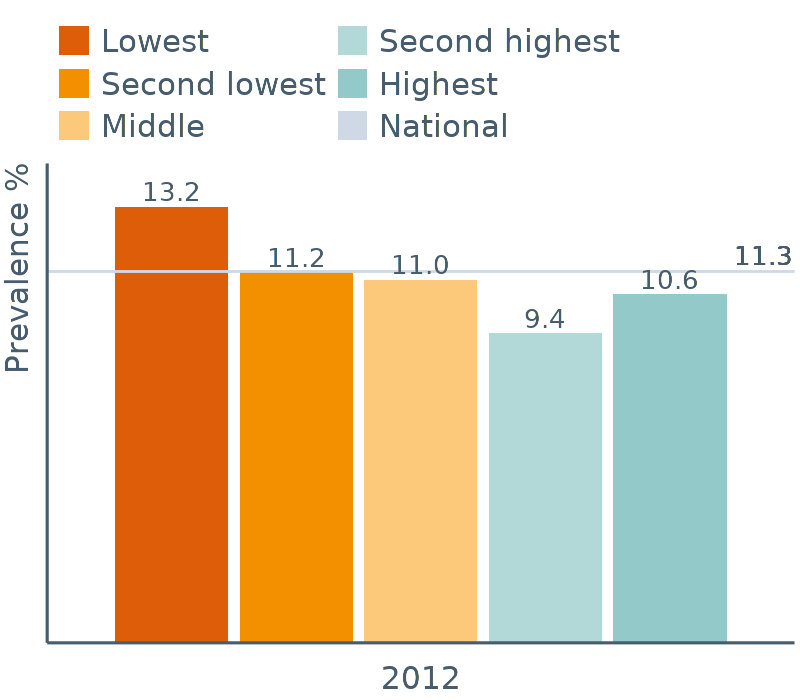 Lowest
Second lowest
Middle
Second highest
Highest
National
Prevalence %
13.2
11.2
11.0
9.4
10.6
11.3
2012